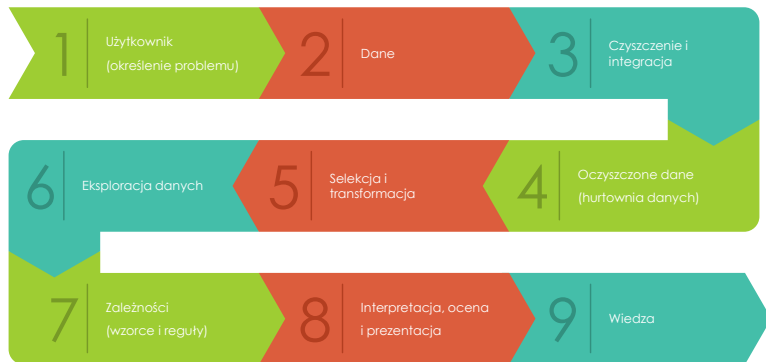 1
Użytkownik
(określenie problemu)
2
Dane
3
Czyszczenie i
integracja
4
Oczyszczone dane
(hurtownia danych)
5
Selekcja i
transformacja
6
Eksploracja danych
7
Zależności
(wzorce i reguły)
8
Interpretacja, ocena
i prezentacja
9
Wiedza